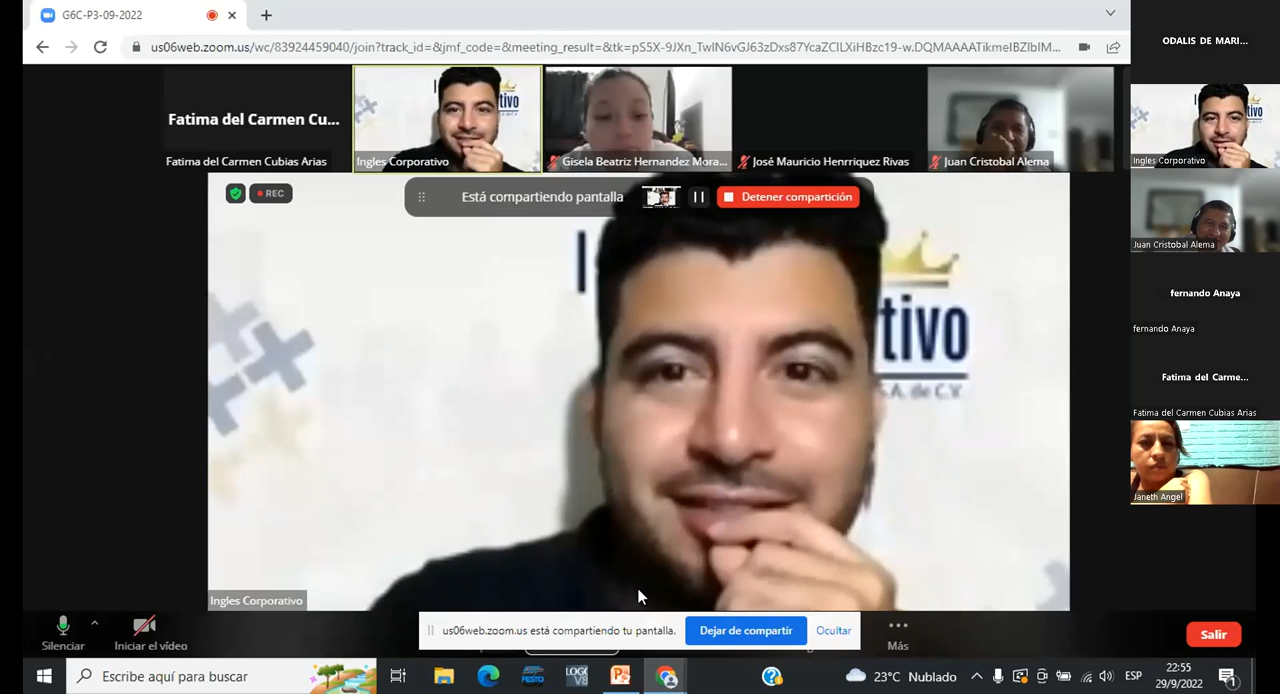 G6C-P3-09-2022
us06web.zoom.us/wc/83924459040/join?track_id=&jmf_code=&meeting_result=&tk=
Fatima del Carmen Cu...
Fatima del Carmen Cubias Arias
Ingles Corporativo
Gisela Beatriz Hernandez Mora...
José Mauricio Henrriquez Rivas
Juan Cristobal Alema
REC
Está compartiendo pantalla
Detener compartición
tivo
S.A. de C.V.
Ingles Corporativo
ODALIS DE MARI...
Ingles Corporativo
Juan Cristobal Alema
fernando Anaya
fernando Anaya
Fatima del Carme...
Fatima del Carmen Cubias Arias
Janeth Angel
Silenciar
Iniciar el vídeo
us06web.zoom.us está compartiendo tu pantalla.
Dejar de compartir
Ocultar
Más
Salir
Escribe aquí para buscar
FESTO
LOGO
V8
23°C Nublado
ESP
22:55
29/9/2022
1